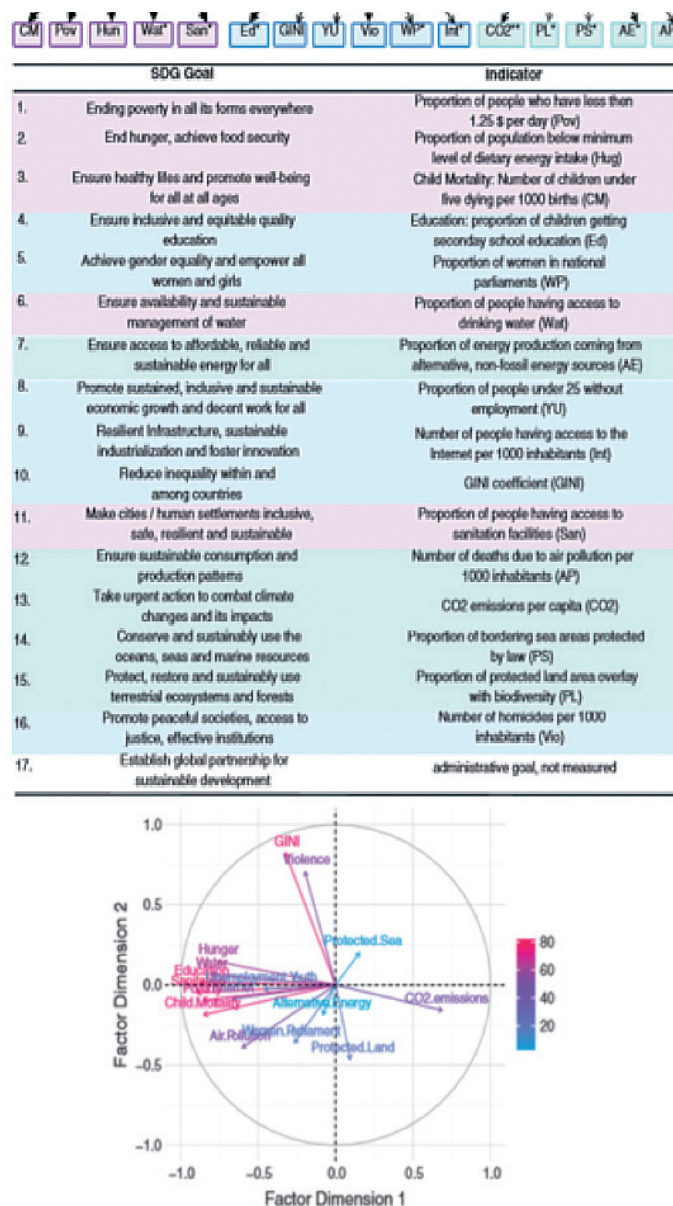 CM Pov Hun Wat* San* Ed* GINI YU Vio WP* Int* CO2** PL* PS* AE* AP
SDG Goal Indicator
1. Ending poverty in all its forms everywhere Proportion of people who have less then
1.25 $ per day (Pov)
2. End hunger, achieve food security Proportion of population below minimum
level of dietary energy intake (Hug)
3. Ensure healthy lifes and promote well-being Child Mortality: Number of children under
for all at all ages five dying per 1000 births (CM)
4. Ensure inclusive and equitable quality Education: proportion of children getting
education seconday school education (Ed)
5. Achieve gender equality and empower all Proportion of women in national
women and girls parliaments (WP)
6. Ensure availability and sustainable Proportion of people having access to
management of water drinking water (Wat)
7. Ensure access to affordable, reliable and Proportion of energy production coming from
sustainable energy for all alternative, non-fossil energy sources (AE)
8. Promote sustained, inclusive and sustainable Proportion of people under 25 without
economic growth and decent work for all employment (YU)
9. Resilient Infrastructure, sustainable Number of people having access to the
industrialization and foster innovation Internet per 1000 inhabitants (Int)
10. Reduce inequality within and
among countries GINI coefficient (GINI)
11. Make cities / human settlements inclusive, Proportion of people having access to
safe, resilient and sustainable sanitation facilities (San)
12. Ensure sustainable consumption and Number of deaths due to air pollution per
production patterns 1000 inhabitants (AP)
13. Take urgent action to combat climate
changes and its impacts CO2 emissions per capita (CO2)
14. Conserve and sustainably use the Proportion of bordering sea areas protected
oceans, seas and marine resources by law (PS)
15. Protect, restore and sustainably use Proportion of protected land area overlay
terrestrial ecosystems and forests with biodiversity (PL)
16. Promote peaceful societies, access to Number of homicides per 1000
justice, effective institutions inhabitants (Vio)
17. Establish global partnership for
sustainable development administrative goal, not measured
1.0
GINI
Violence
0.5
Protected.Sea
Hunger
Water
Education
Unemployment.Youth
0.0
CO2.emissions
Child.Mortality
Alternative.Energy
Air.Pollution
Women.Parliament
Protected.Land
-0.5
-1.0
-1.0 -0.5 0.0 0.5 1.0
Factor Dimension 1
Factor Dimension 2
80
60
40
20